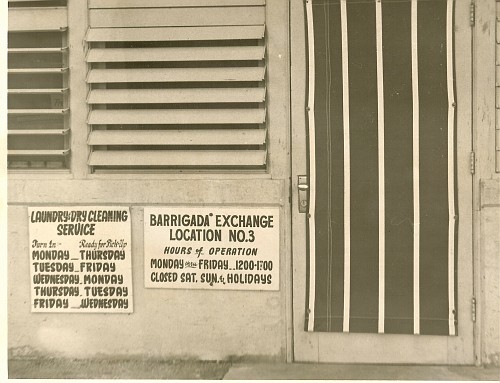 LAUNDRY & DRY CLEANING
SERVICE
Turn In - Ready for Pick-Up
MONDAY THURSDAY
TUESDAY FRIDAY
WEDNESDAY MONDAY
THURSDAY TUESDAY
FRIDAY WEDNESDAY
BARRIGADA" EXCHANGE
LOCATION NO.3
HOURS of OPERATION
MONDAY thru FRIDAY 1200-1700
CLOSED SAT. SUN. & HOLIDAYS